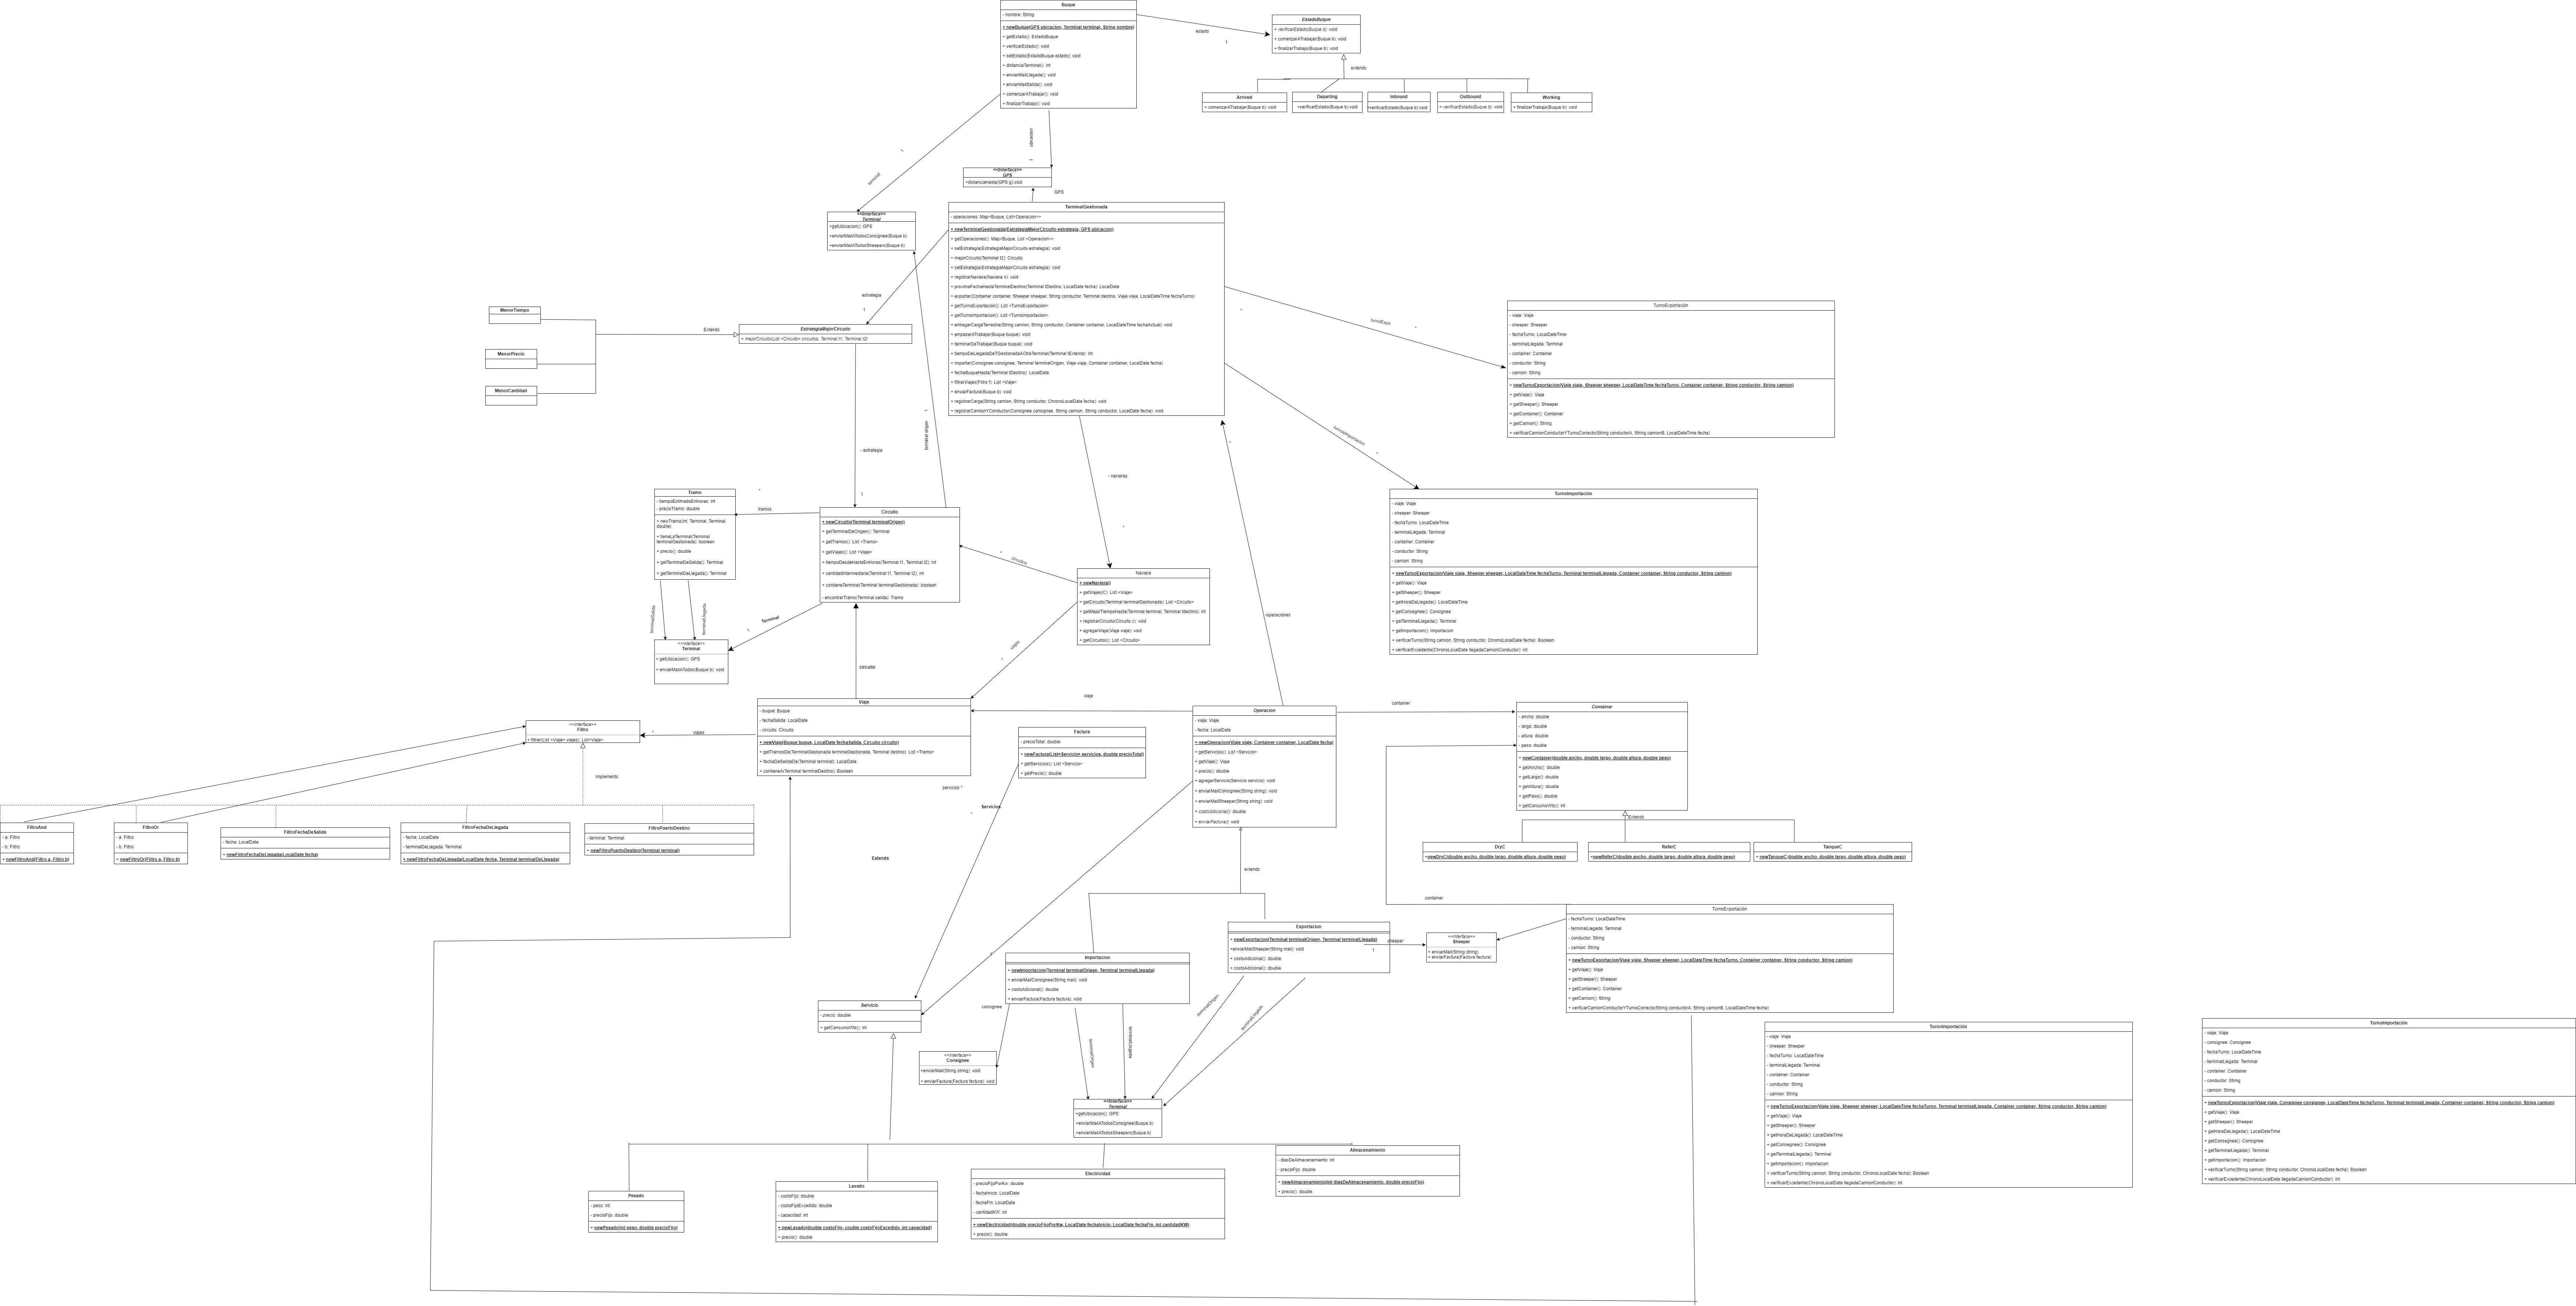 Buque
- nombre: String
+ newBuque(GPS ubicacion, Terminal terminal, String nombre)
+ getEstado(): EstadoBuque
+ verificarEstado(): void
+ setEstado(EstadoBuque estado): void
+ distanciaTerminal(): int
+ enviarMailLlegada(): void
+ enviarMailSalida(): void
+ comenzarATrabajar(): void
+ finalizarTrabajo(): void
estado
1
EstadoBuque
+ verificarEstado(Buque b): void
+ comenzarATrabajar(Buque b): void
+ finalizarTrabajo(Buque b): void
extends
Arrived
+ comenzarATrabajar(Buque b): void
Departing
+verificarEstado(Buque b) void
Inbound
+verificarEstado(Buque b) void
Outbound
+ verificarEstado(Buque b): void
Working
+ finalizarTrabajo(Buque b): void
ubicacion
1
terminal
<<Interface>>
GPS
+distanciaHasta(GPS g) void
GPS
<<Interface>>
Terminal
+getUbicacion(): GPS
+enviarMailATodosConsignee(Buque b)
+enviarMailATodosSheepers(Buque b)
TerminalGestionada
- operaciones: Map<Buque, List<Operacion>>
+ newTerminalGestionada(EstrategiaMejorCircuito estrategia, GPS ubicacion)
+ getOperaciones(): Map<Buque, List <Operacion>>
+ setEstrategia(EstrategiaMejorCircuito estrategia): void
+ mejorCircuito(Terminal t2): Circuito
+ setEstrategia(EstrategiaMejorCircuito estrategia): void
+ registrarNaviera(Naviera n): void
+ proximaFechaHastaTerminalDestino(Terminal tDestino, LocalDate fecha): LocalDate
+ exportar(Container container, Sheeper sheeper, String conductor, Terminal destino, Viaje viaje, LocalDateTime fechaTurno):
+ getTurnoExportacion(): List <TurnoExportacion>
+ getTurnoImportacion(): List <TurnoImportacion>
+ entregarCargaTerrestre(String camion, String conductor, Container container, LocalDateTime fechaActual): void
+ empezarATrabajar(Buque buque): void
+ terminarDeTrabajar(Buque buque): void
+ tiempoDeLlegadaDeTGestionadaAOtraTerminal(Terminal tExterna): int
+ importar(Consignee consignee, Terminal terminalOrigen, Viaje viaje, Container container, LocalDate fecha)
+ fechaBuqueHasta(Terminal tDestino): LocalDate
+ filtrarViajes(Filtro f): List <Viaje>
+ enviarFactura(Buque b): void
+ registrarCarga(String camion, String conductor, ChronoLocalDate fecha): void
+ registrarCamionYConductor(Consignee consignee, String camion, String conductor, LocalDate fecha): void
estrategia
1
MenorTiempo
MenorPrecio
MenorCantidad
Extends
EstrategiaMejorCircuito
+ mejorCircuito(List <Circuito> circuitos, Terminal t1, Terminal t2)
*
turnoExpo
*
TurnoExportación
- viaje: Viaje
- sheeper: Sheeper
- fechaTurno: LocalDateTime
- terminalLlegada: Terminal
- container: Container
- conductor: String
- camion: String
+ newTurnoExportacion(Viaje viaje, Sheeper sheeper, LocalDateTime fechaTurno, Container container, String conductor, String camion)
+ getViaje(): Viaje
+ getSheeper(): Sheeper
+ getContainer(): Container
+ getCamion(): String
+ verificarCamionConductorYTurnoCorrecto(String conductorA, String camionB, LocalDateTime fecha)
turnosImportacion
*
terminal origen
- estrategia
1
- navieras
*
*
-operaciones
TurnoImportación
- viaje: Viaje
- sheeper: Sheeper
- fechaTurno: LocalDateTime
- terminalLlegada: Terminal
- container: Container
- conductor: String
- camion: String
+ newTurnoExportacion(Viaje viaje, Sheeper sheeper, LocalDateTime fechaTurno, Terminal terminalLlegada, Container container, String conductor, String camion)
+ getViaje(): Viaje
+ getSheeper(): Sheeper
+ getHoraDeLlegada(): LocalDateTime
+ getConsegnee(): Consignee
+ getTerminalLlegada(): Terminal
+ getImportacion(): Importacion
+ verificarTurno(String camion, String conductor, ChronoLocalDate fecha): Boolean
+ verificarExcedente(ChronoLocalDate llegadaCamionConductor): int
Tramo
- tiempoEstimadoEnHoras: int
- precioTramo: double
+ newTramo(int, Terminal, Terminal,
double)
+ tieneLaTerminal(Terminal
terminalGestionada): boolean
+ precio(): double
+ getTerminalDeSalida(): Terminal
+ getTerminalDeLlegada(): Terminal
*
tramos
Circuito
+ newCircuito(Terminal terminalOrigen)
+ getTerminalDeOrigen(): Terminal
+ getTramos(): List <Tramo>
+ getViajes(): List <Viaje>
+ tiempoDesdeHastaEnHoras(Terminal t1, Terminal t2), int
+ cantidadIntermediaria(Terminal t1, Terminal t2), int
+ contieneTerminal(Terminal terminalGestionada): boolean
- encontrarTramo(Terminal salida): Tramo
*
circuitos
Naviera
+ newNaviera()
+ getViajes(C): List <Viaje>
+ getCircuito(Terminal terminalGestionada): List <Circuito>
+ getMejorTiempoHasta(Terminal terminal, Terminal tdestino): int
+ registrarCircuito(Circuito c): void
+ agregarViaje(Viaje viaje): void
+ getCircuitos(): List <Circuito>
terminalSalida
terminalLlegada
Terminal
<<Interface>>
Terminal
+ getUbicacion(): GPS
+ enviarMailATodos(Buque b): void
circuito
viajes
*
Viaje
- buque: Buque
- fechaSalida: LocalDate
- circuito: Circuito
+ newViaje(Buque buque, LocalDate fechaSalida, Circuito circuito)
+ getTramosDe(TerminalGestionada terminalGestionada, Terminal destino): List <Tramo>
+ fechaDeSalidaDe(Terminal terminal): LocalDate
+ contieneA(Terminal terminalDestino): Boolean
*
viajes
<<Interface>>
Filtro
+ filtrar(List <Viaje> viajes): List<Viaje>
Implements
FiltroAnd
- a: Filtro
- b: Filtro
+ newFiltroAnd(Filtro a, Filtro b)
FiltroOr
- a: Filtro
- b: Filtro
+ newFiltroOr(Filtro a, Filtro b)
FiltroFechaDeSalida
- fecha: LocalDate
+ newFiltroFechaDeLlegada(LocalDate fecha)
FiltroFechaDeLlegada
- fecha: LocalDate
- terminalDeLlegada: Terminal
+ newFiltroFechaDeLlegada(LocalDate fecha, Terminal terminalDeLlegada)
FiltroPuertoDestino
- terminal: Terminal
+ newFiltroPuertoDestino(Terminal terminal)
viaje
Factura
- precioTotal: double
+ newFactura(List<Servicio> servicios, double precioTotal)
+ getServicios(): List <Servicio>
+ getPrecio(): double
servicios *
*
Servicios
Extends
Operacion
- viaje: Viaje
- fecha: LocalDate
+ newOperacion(Viaje viaje, Container container, LocalDate fecha)
+ getServicios(): List <Servicio>
+ getViaje(): Viaje
+ precio(): double
+ agregarServicio(Servicio servicio): void
+ enviarMailConsignee(String string): void
+ enviarMailSheeper(String string): void
+ costoAdicional(): double
+ enviarFactura(): void
container
Container
- ancho: double
- largo: double
- altura: double
- peso: double
+ newContainer(double ancho, double largo, double altura, double peso)
+ getAncho(): double
+ getLargo(): double
+ getAltura(): double
+ getPeso(): double
+ getConsumoWts(): int
Extends
DryC
+newDryC(double ancho, double largo, double altura, double peso)
ReferC
+newReferC(double ancho, double largo, double altura, double peso)
TanqueC
+ newTanqueC(double ancho, double largo, double altura, double peso)
extends
container
Exportacion
+ newExportacion(Terminal terminalOrigen, Terminal terminalLlegada)
+enviarMailSheeper(String mail): void
+ costoAdicional(): double
+ costoAdicional(): double
sheeper
1
<<Interface>>
Sheeper
+ enviarMail(String string)
+ enviarFactura(Factura factura)
TurnoExportación
- fechaTurno: LocalDateTime
- terminalLlegada: Terminal
- conductor: String
- camion: String
+ newTurnoExportacion(Viaje viaje, Sheeper sheeper, LocalDateTime fechaTurno, Container container, String conductor, String camion)
+ getViaje(): Viaje
+ getSheeper(): Sheeper
+ getContainer(): Container
+ getCamion(): String
+ verificarCamionConductorYTurnoCorrecto(String conductorA, String camionB, LocalDateTime fecha)
Importacion
+ newImportacion(Terminal terminalOrigen, Terminal terminalLlegada)
+ enviarMailConsignee(String mail): void
+ costoAdicional(): double
+ enviarFactura(Factura factura): void
Servicio
- precio: double
+ getConsumoWts(): int
consignee
<<Interface>>
Consignee
+enviarMail(String string): void
+ enviarFactura(Factura factura): void
terminalOrigen
terminalLlegada
terminalOrigen
terminalLlegada
<<Interface>>
Terminal
+getUbicacion(): GPS
+enviarMailATodosConsignee(Buque b)
+enviarMailATodosSheepers(Buque b)
TurnoImportación
- viaje: Viaje
- sheeper: Sheeper
- fechaTurno: LocalDateTime
- terminalLlegada: Terminal
- container: Container
- conductor: String
- camion: String
+ newTurnoExportacion(Viaje viaje, Sheeper sheeper, LocalDateTime fechaTurno, Terminal terminalLlegada, Container container, String conductor, String camion)
+ getViaje(): Viaje
+ getSheeper(): Sheeper
+ getHoraDeLlegada(): LocalDateTime
+ getConsegnee(): Consignee
+ getTerminalLlegada(): Terminal
+ getImportacion(): Importacion
+ verificarTurno(String camion, String conductor, ChronoLocalDate fecha): Boolean
+ verificarExcedente(ChronoLocalDate llegadaCamionConductor): int
TurnoImportación
- viaje: Viaje
- consignee: Consignee
- fechaTurno: LocalDateTime
- terminalLlegada: Terminal
- container: Container
- conductor: String
- camion: String
+ newTurnoExportacion(Viaje viaje, Consignee consignee, LocalDateTime fechaTurno, Terminal terminalLlegada, Container container, String conductor, String camion)
+ getViaje(): Viaje
+ getSheeper(): Sheeper
+ getHoraDeLlegada(): LocalDateTime
+ getConsegnee(): Consignee
+ getTerminalLlegada(): Terminal
+ getImportacion(): Importacion
+ verificarTurno(String camion, String conductor, ChronoLocalDate fecha): Boolean
+ verificarExcedente(ChronoLocalDate llegadaCamionConductor): int
Pesado
- peso: int
- precioFijo: double
+ newPesado(int peso, double precioFijo)
Lavado
- costoFijo: double
- costoFijoExcedido: double
- capacidad: int
+ newLavado(double costoFijo, double costoFijoExcedido, int capacidad)
+ precio(): double
Electricidad
- precioFijoPorKw: double
- fechaInicio: LocalDate
- fechaFin: LocalDate
- cantidadKW: int
+ newElectricidad(double precioFijoPorKw, LocalDate fechaInicio, LocalDate fechaFin, int cantidadKW)
+ precio(): double
Almacenamiento
- diasDeAlmacenamiento: int
- precioFijo: double
+ newAlmacenamiento(int diasDeAlmacenamiento, double precioFijo)
+ precio(): double